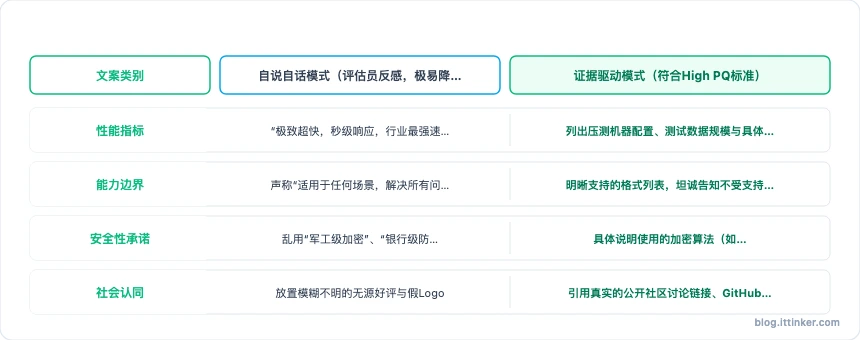 文案类别 自说自话模式（评估员反感，极易降... 证据驱动模式（符合High PQ标准）
性能指标 “极致超快，秒级响应，行业最强速... 列出压测机器配置、测试数据规模与具体...
能力边界 声称“适用于任何场景，解决所有问... 明晰支持的格式列表，坦诚告知不受支持...
安全性承诺 乱用“军工级加密”、“银行级防... 具体说明使用的加密算法（如...
社会认同 放置模糊不明的无源好评与假Logo 引用真实的公开社区讨论链接、GitHub...
blog.ittinker.com